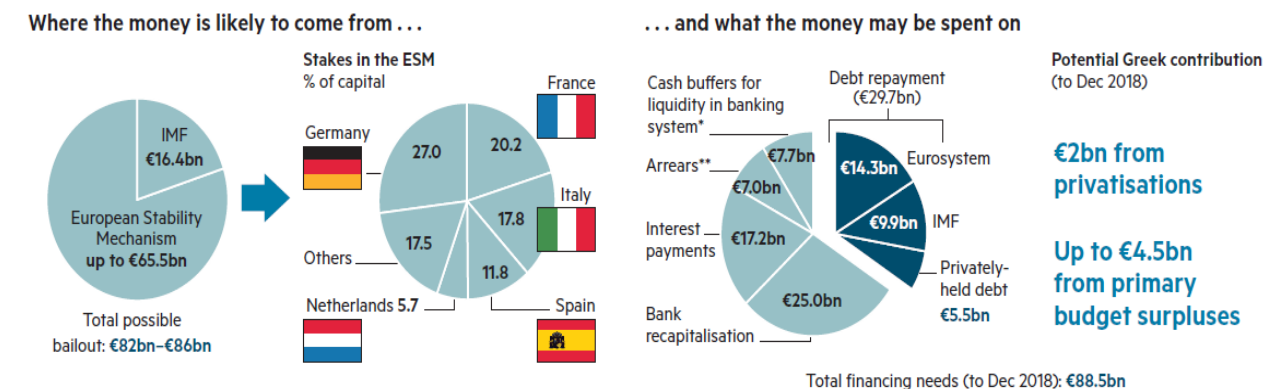 Where the money is likely to come from . . .
Stakes in the ESM
% of capital
IMF
€16.4bn
European Stability
Mechanism
up to €65.5bn
Total possible
bailout: €82bn–€86bn
Germany
27.0
France
20.2
Italy
17.8
Spain
11.8
Netherlands 5.7
Others
17.5
. . . and what the money may be spent on
Cash buffers for
liquidity in banking
system*
€7.7bn
Arrears**
€7.0bn
Interest
payments
€17.2bn
Bank
recapitalisation
€25.0bn
Debt repayment
(€29.7bn)
€14.3bn
Eurosystem
€9.9bn
IMF
Privately-
held debt
€5.5bn
Total financing needs (to Dec 2018): €88.5bn
Potential Greek contribution
(to Dec 2018)
€2bn from
privatisations
Up to €4.5bn
from primary
budget surpluses